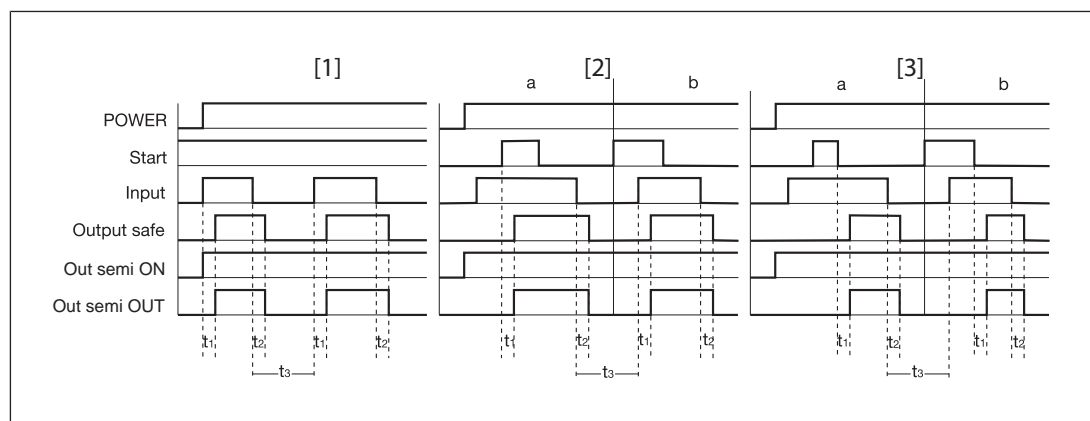 [1] [2] [3]
a b a b
POWER
Start
Input
Output safe
Out semi ON
Out semi OUT
t1 t2 t1 t2 t1 t2 t1 t2 t1 t2 t1 t2
t3 t3 t3